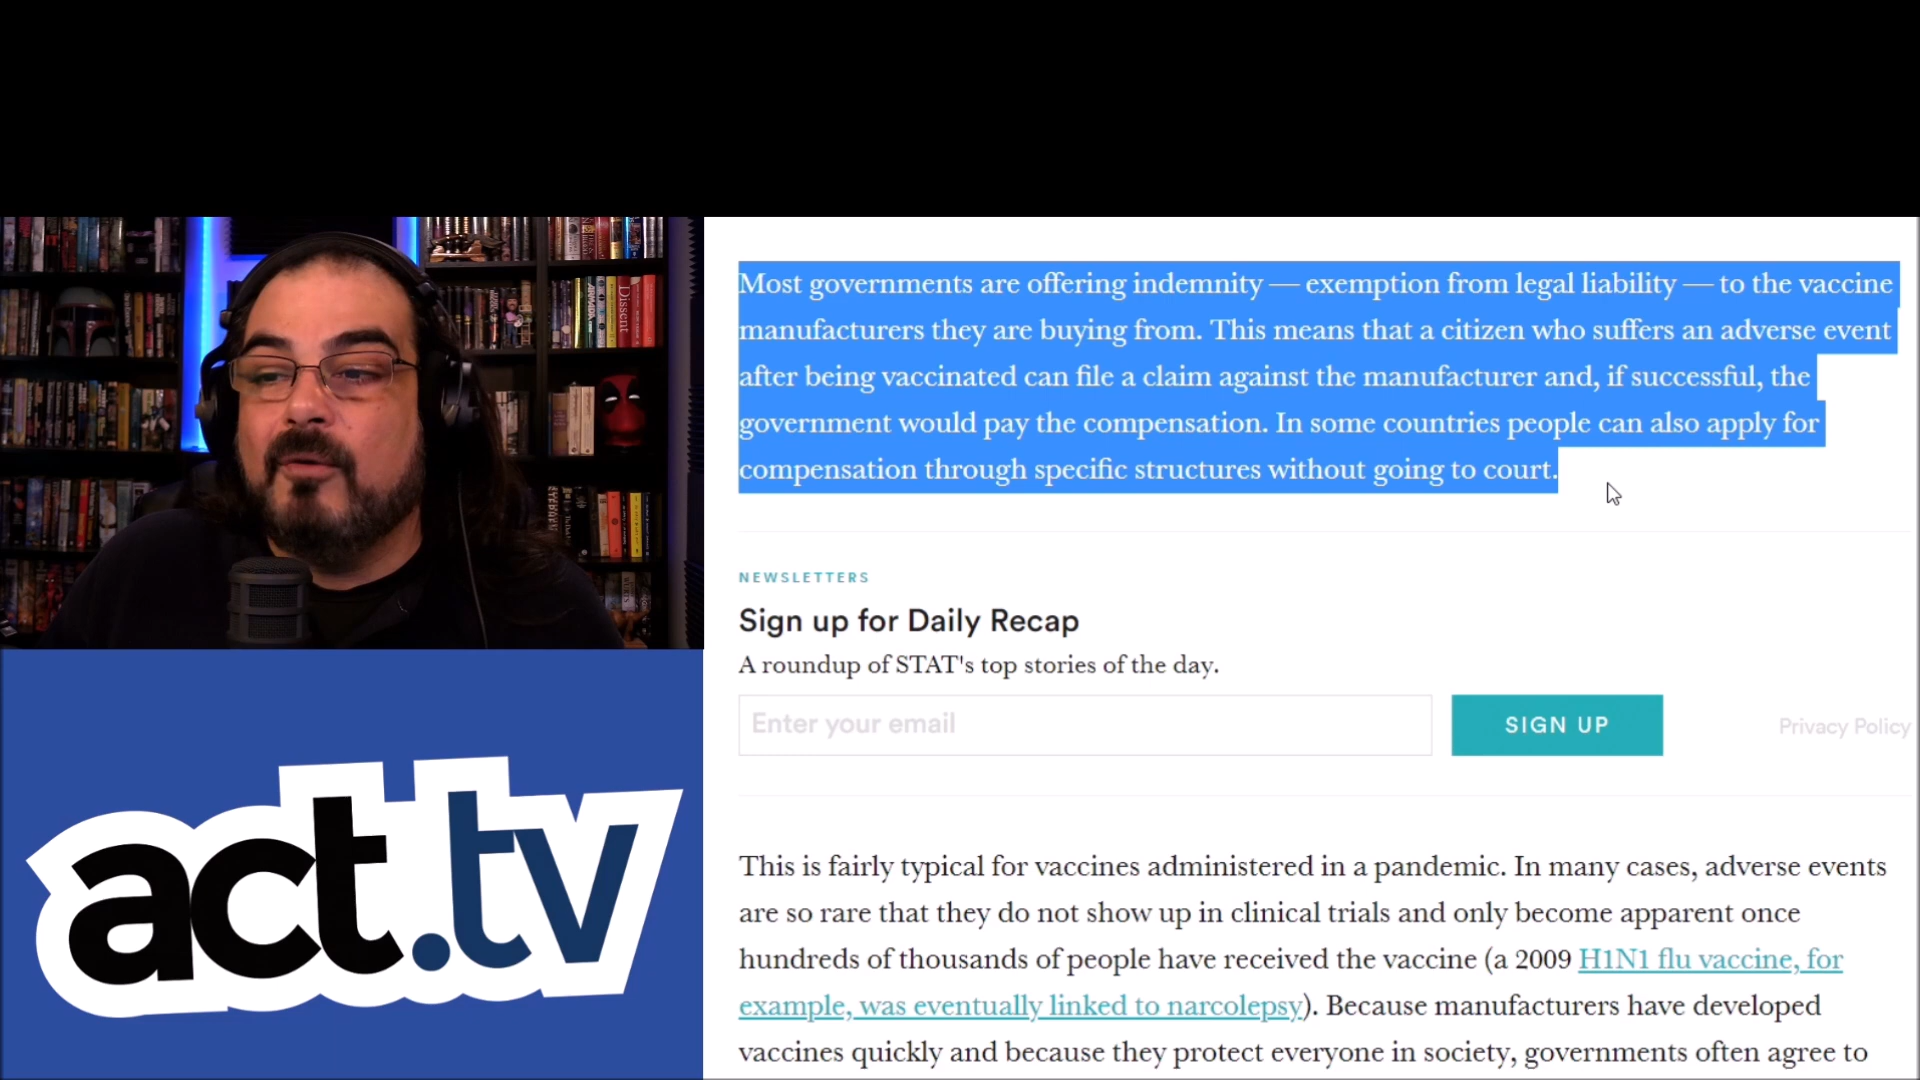 Most governments are offering indemnity — exemption from legal liability — to the vaccine
manufacturers they are buying from. This means that a citizen who suffers an adverse event
after being vaccinated can file a claim against the manufacturer and, if successful, the
government would pay the compensation. In some countries people can also apply for
compensation through specific structures without going to court.
NEWSLETTERS
Sign up for Daily Recap
A roundup of STAT's top stories of the day.
Enter your email
SIGN UP
Privacy Policy
This is fairly typical for vaccines administered in a pandemic. In many cases, adverse events
are so rare that they do not show up in clinical trials and only become apparent once
hundreds of thousands of people have received the vaccine (a 2009 H1N1 flu vaccine, for
example, was eventually linked to narcolepsy). Because manufacturers have developed
vaccines quickly and because they protect everyone in society, governments often agree to
Dissent
act.tv